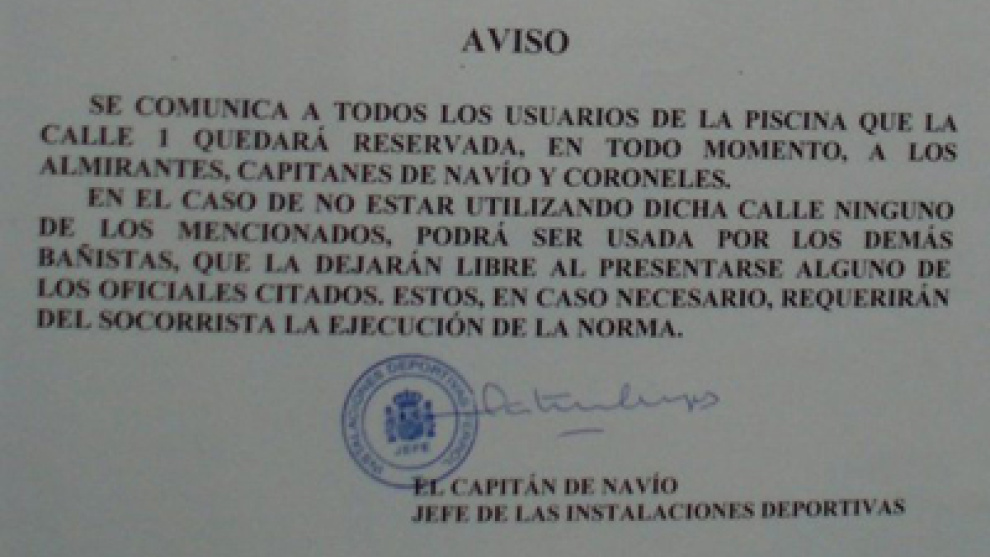 AVISO
SE COMUNICA A TODOS LOS USUARIOS DE LA PISCINA QUE LA
CALLE 1 QUEDARÁ RESERVADA, EN TODO MOMENTO, A LOS
ALMIRANTES, CAPITANES DE NAVÍO Y CORONELES.
EN EL CASO DE NO ESTAR UTILIZANDO DICHA CALLE NINGUNO
DE LOS MENCIONADOS, PODRÁ SER USADA POR LOS DEMÁS
BAÑISTAS, QUE LA DEJARÁN LIBRE AL PRESENTARSE ALGUNO DE
LOS OFICIALES CITADOS. ESTOS, EN CASO NECESARIO, REQUERIRÁN
DEL SOCORRISTA LA EJECUCIÓN DE LA NORMA.
INSTALACIONES DEPORTIVAS FERROL
JEFE
EL CAPITÁN DE NAVÍO
JEFE DE LAS INSTALACIONES DEPORTIVAS